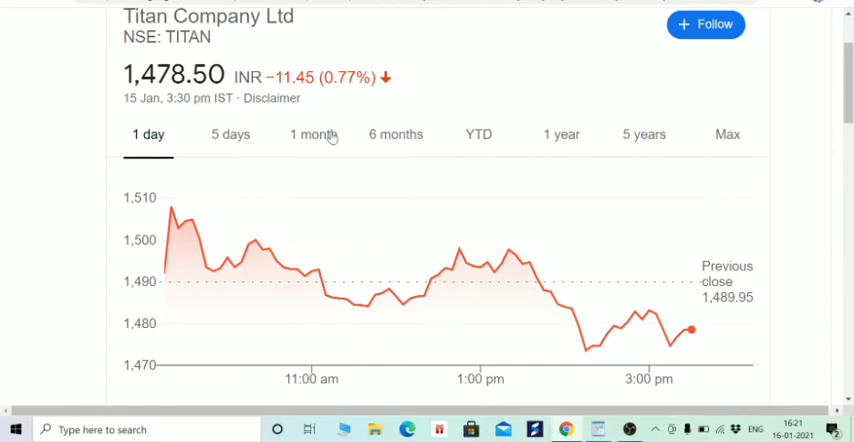 Titan Company Ltd
NSE: TITAN
+ Follow
1,478.50 INR −11.45 (0.77%) ↓
15 Jan, 3:30 pm IST · Disclaimer
1 day 5 days 1 month 6 months YTD 1 year 5 years Max
1,510
1,500
1,490
1,480
1,470
Previous
close
1,489.95
11:00 am 1:00 pm 3:00 pm
Type here to search
ENG
16:21
16-01-2021
2